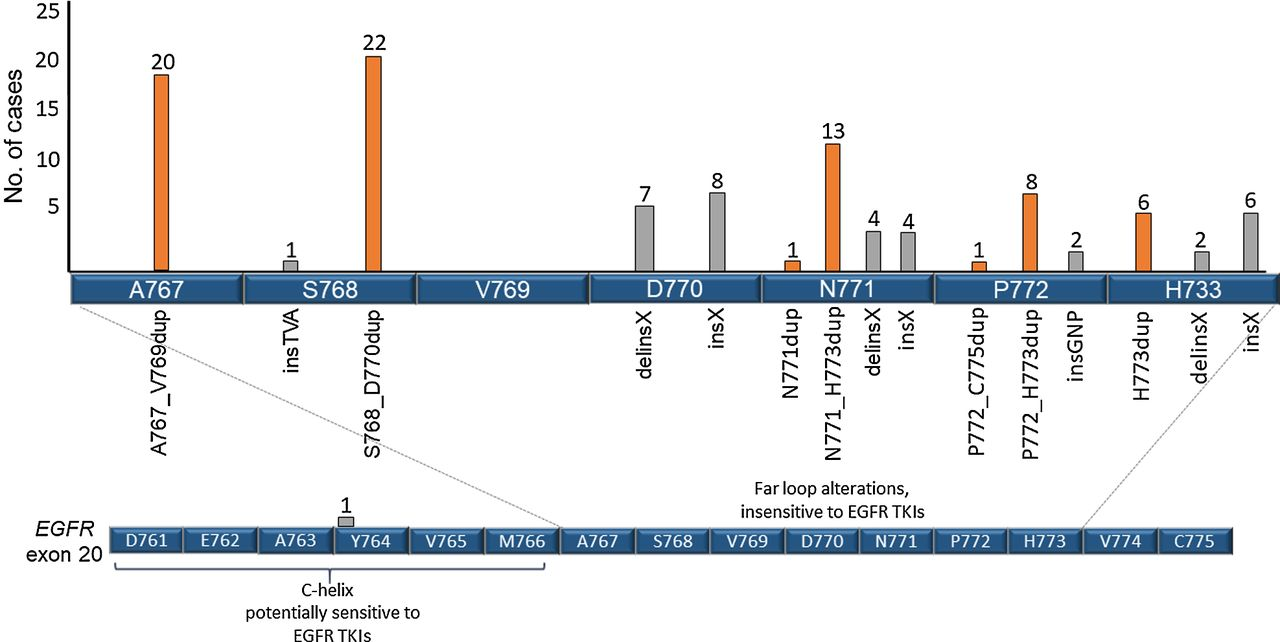 25
20
15
10
5
No. of cases
20
1
22
7
8
1
13
4
4
1
8
2
6
2
6
A767
S768
V769
D770
N771
P772
H733
A767_V769dup
insTVA
S768_D770dup
delinsX
insX
N771dup
N771_H773dup
delinsX
insX
P772_C775dup
P772_H773dup
insGNP
H773dup
delinsX
insX
Far loop alterations,
insensitive to EGFR TKIs
1
EGFR
exon 20
D761
E762
A763
Y764
V765
M766
A767
S768
V769
D770
N771
P772
H773
V774
C775
C-helix
potentially sensitive to
EGFR TKIs